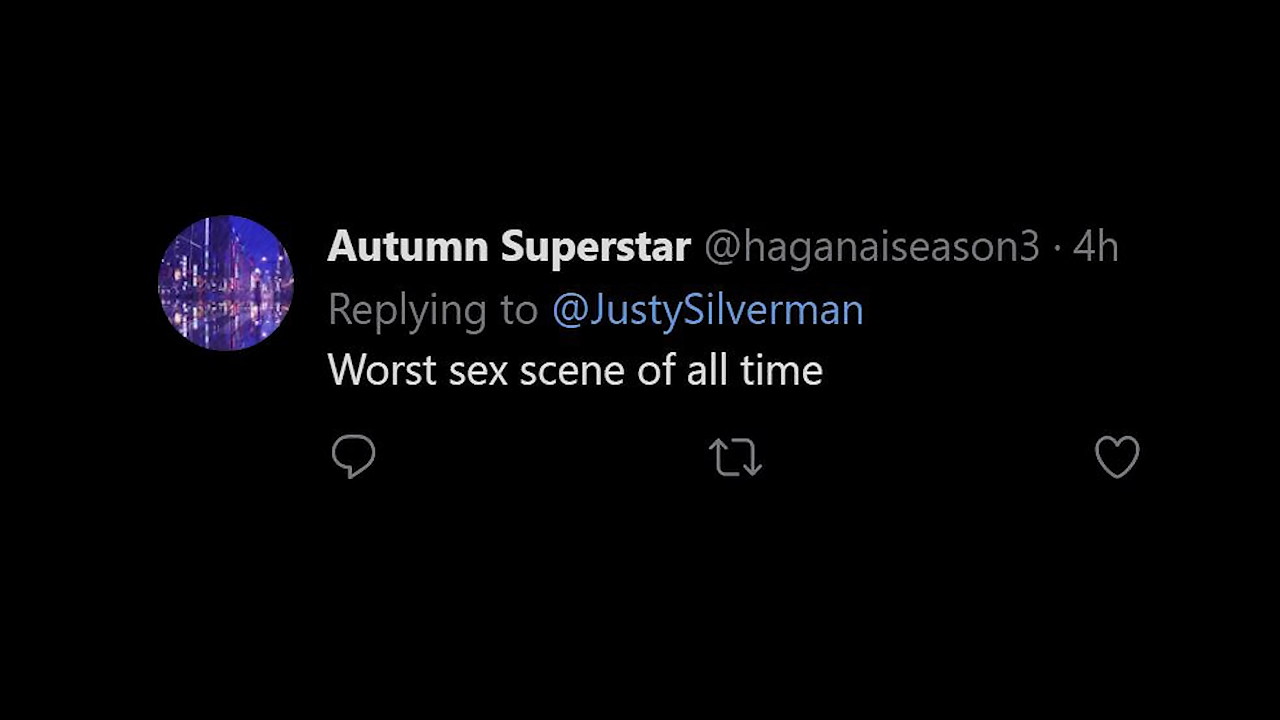 Autumn Superstar @haganaiseason3 · 4h
Replying to @JustySilverman
Worst sex scene of all time